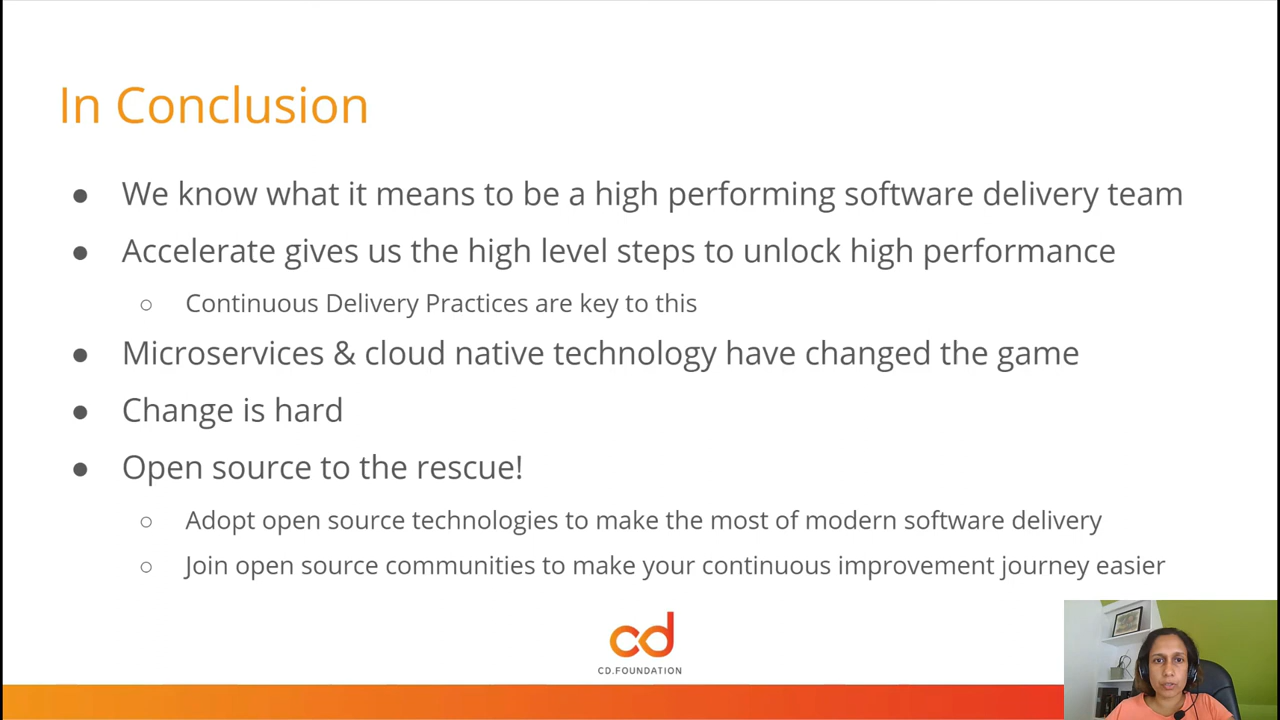 In Conclusion
● We know what it means to be a high performing software delivery team
● Accelerate gives us the high level steps to unlock high performance
○ Continuous Delivery Practices are key to this
● Microservices & cloud native technology have changed the game
● Change is hard
● Open source to the rescue!
○ Adopt open source technologies to make the most of modern software delivery
○ Join open source communities to make your continuous improvement journey easier
cd
CD.FOUNDATION